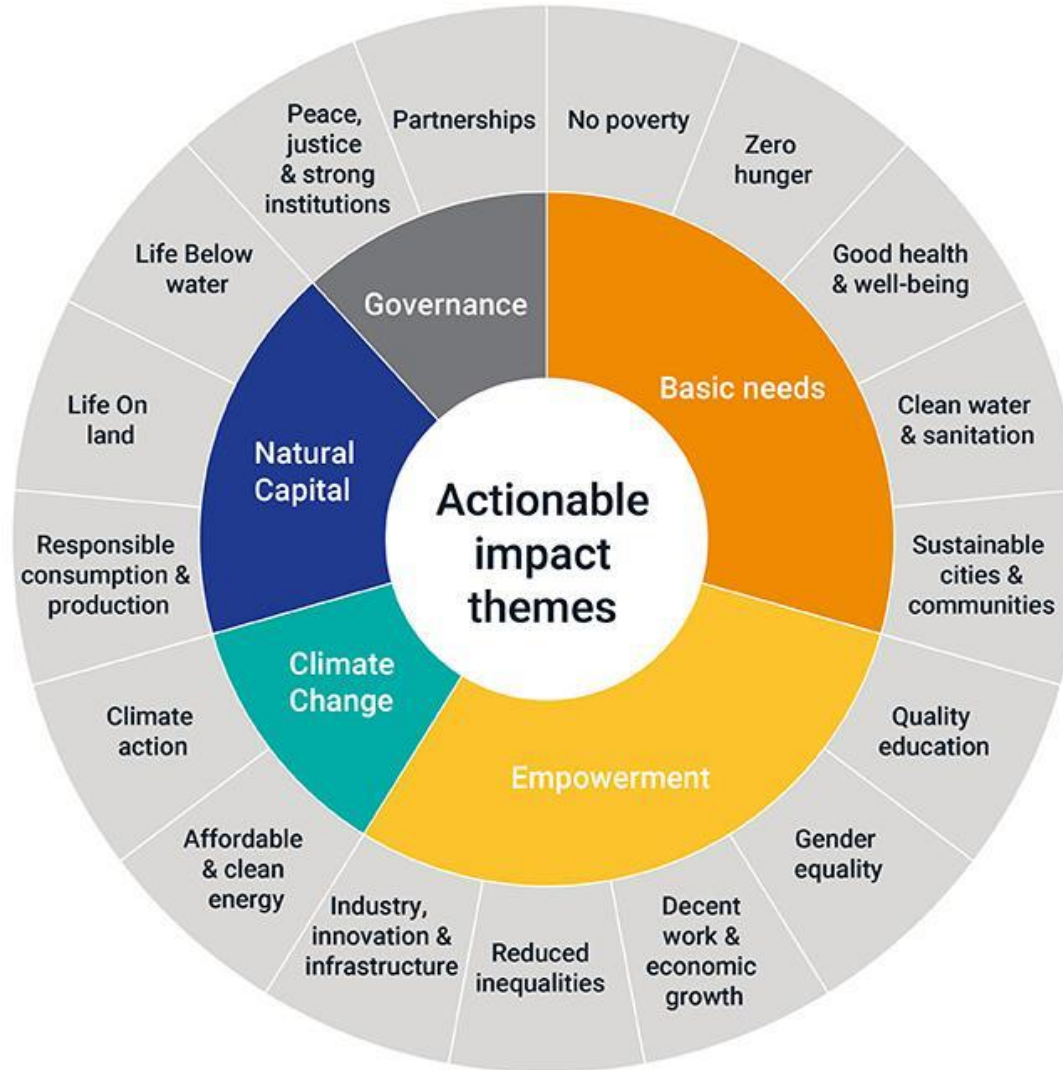 Actionable
impact
themes
Basic needs
Empowerment
Climate
Change
Natural
Capital
Governance
No poverty
Zero
hunger
Good health
& well-being
Clean water
& sanitation
Sustainable
cities &
communities
Quality
education
Gender
equality
Decent
work &
economic
growth
Reduced
inequalities
Industry,
innovation &
infrastructure
Affordable
& clean
energy
Climate
action
Responsible
consumption &
production
Life On
land
Life Below
water
Peace,
justice
& strong
institutions
Partnerships